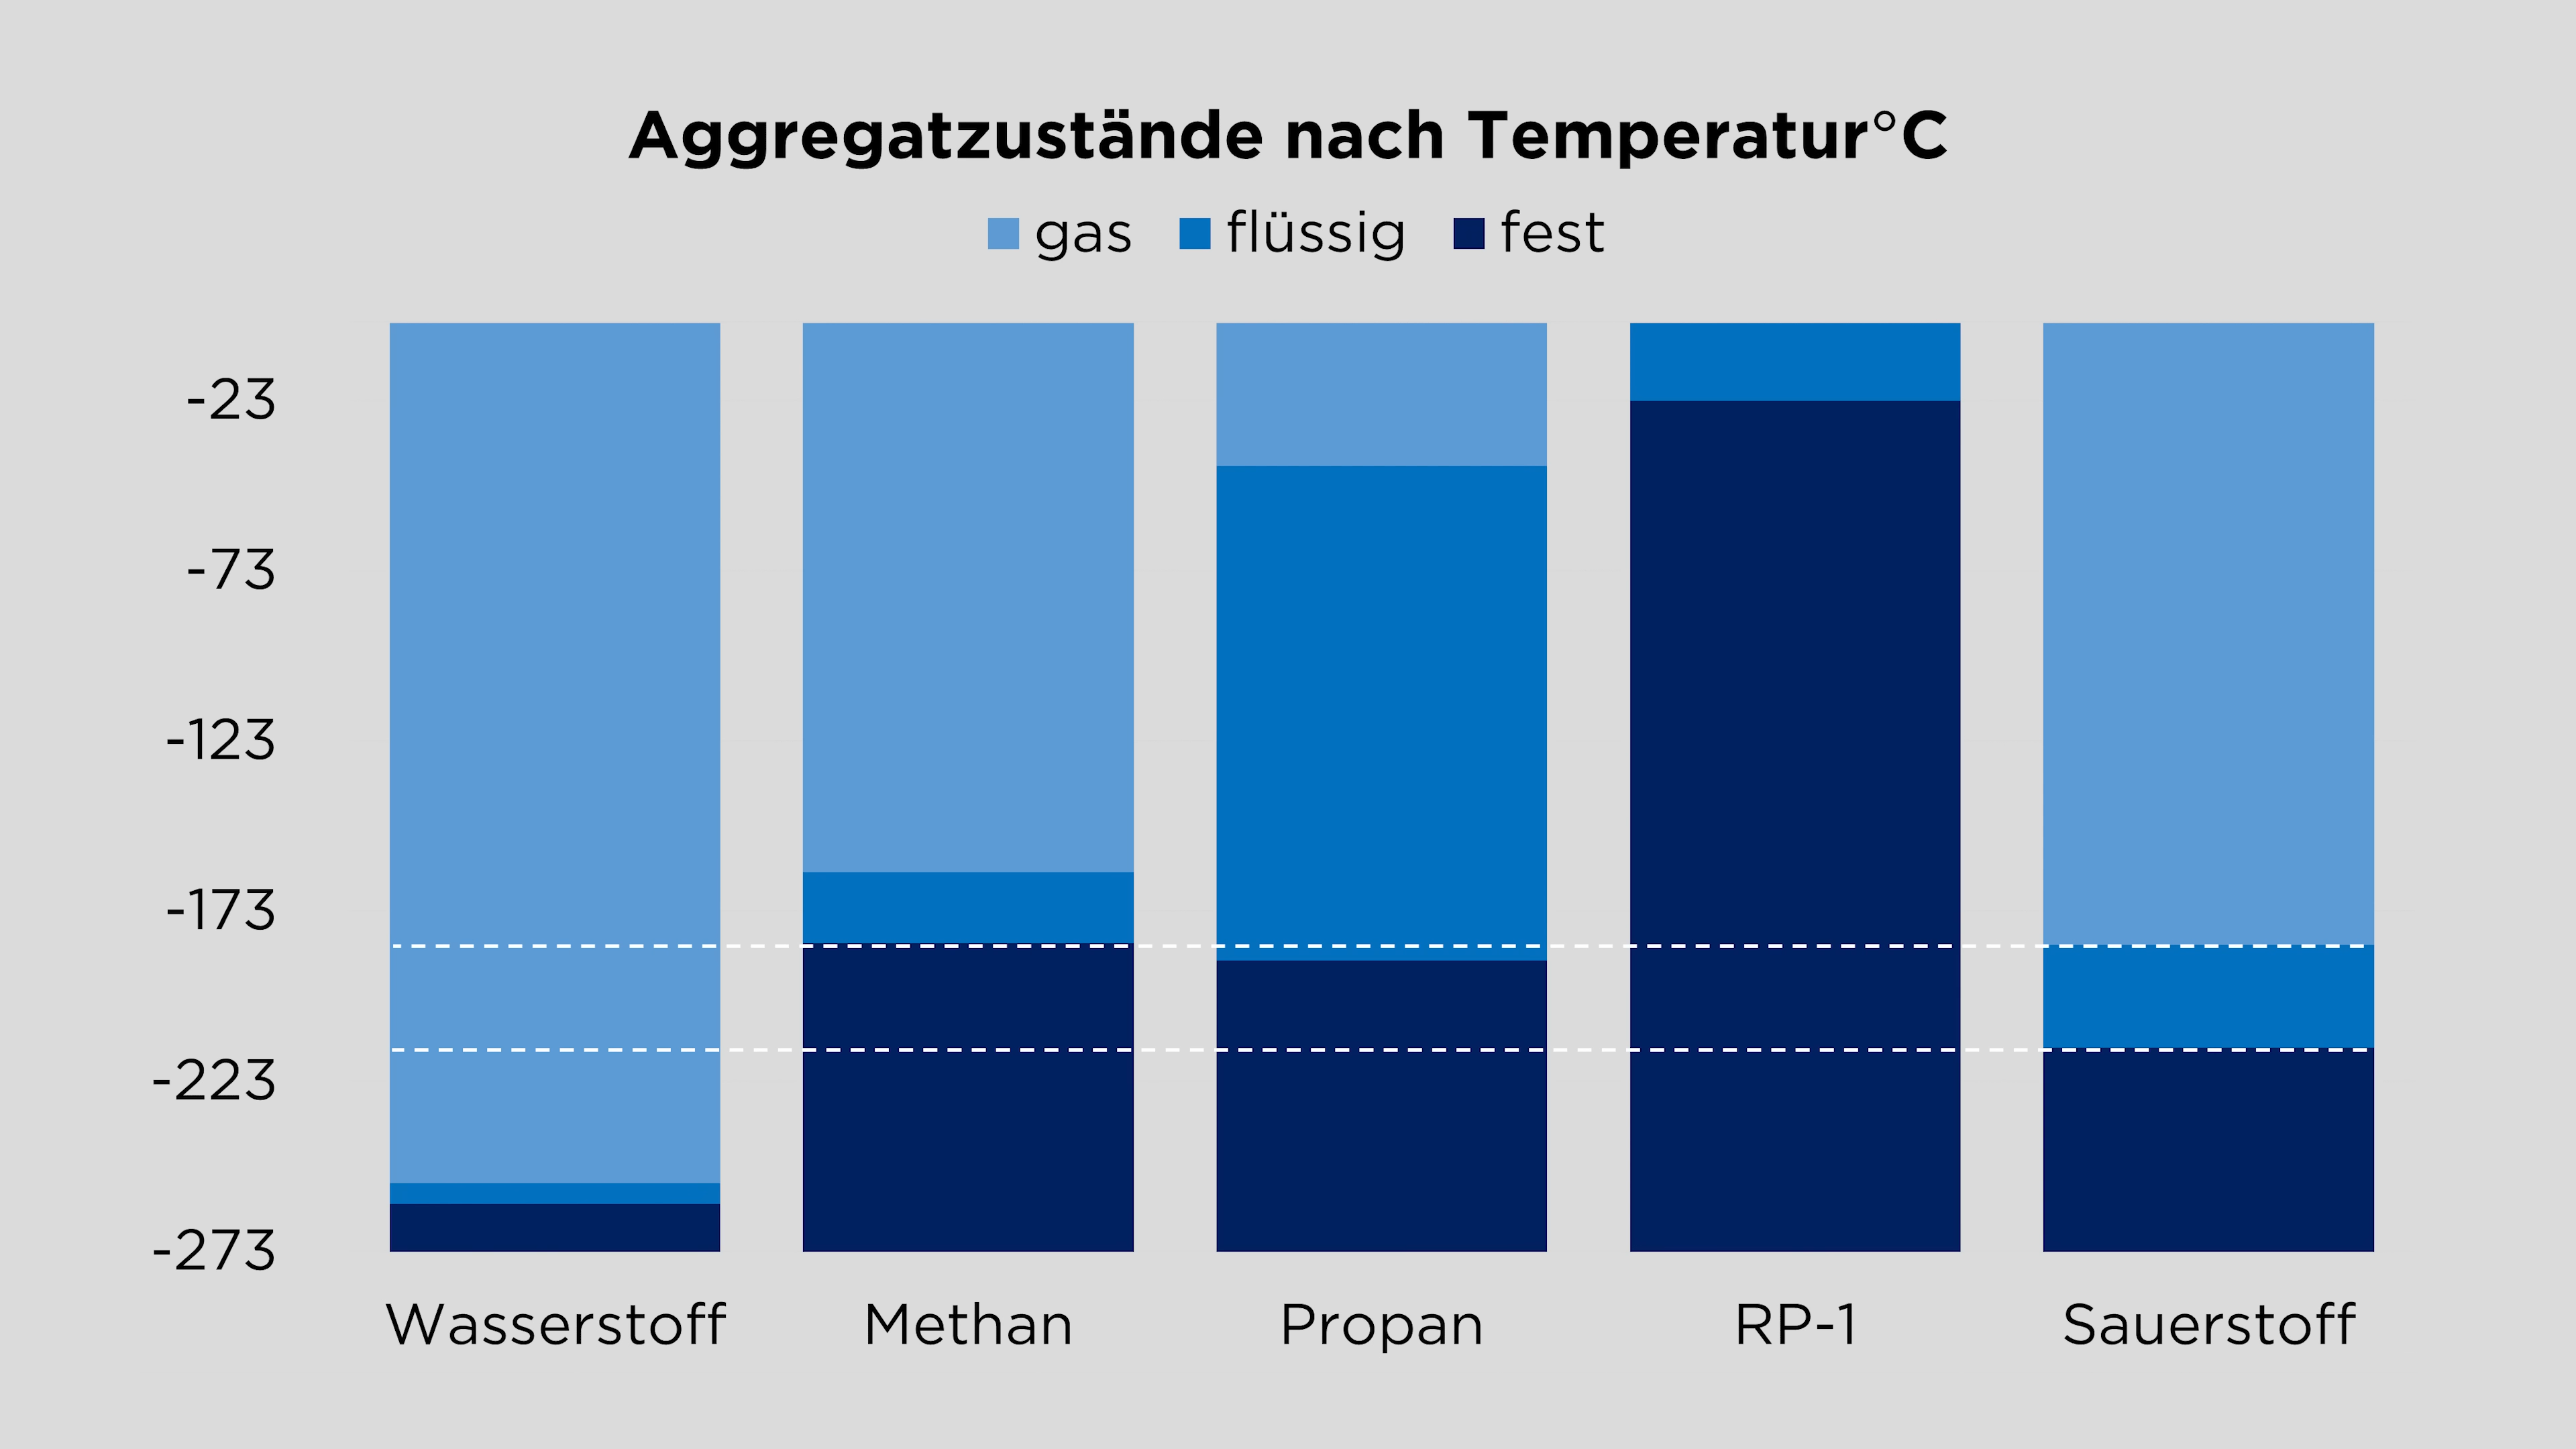 Aggregatzustände nach Temperatur°C
gas flüssig fest
-23
-73
-123
-173
-223
-273
Wasserstoff Methan Propan RP-1 Sauerstoff